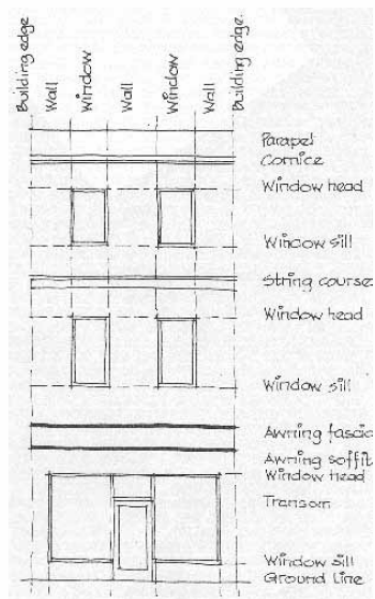 Building edge
Wall
Window
Wall
Window
Wall
Building edge.
Parapet
Cornice
Window head
Window sill
String course
Window head
Window sill
Awning fascia
Awning soffit
Window head
Transom
Window sill
Ground line